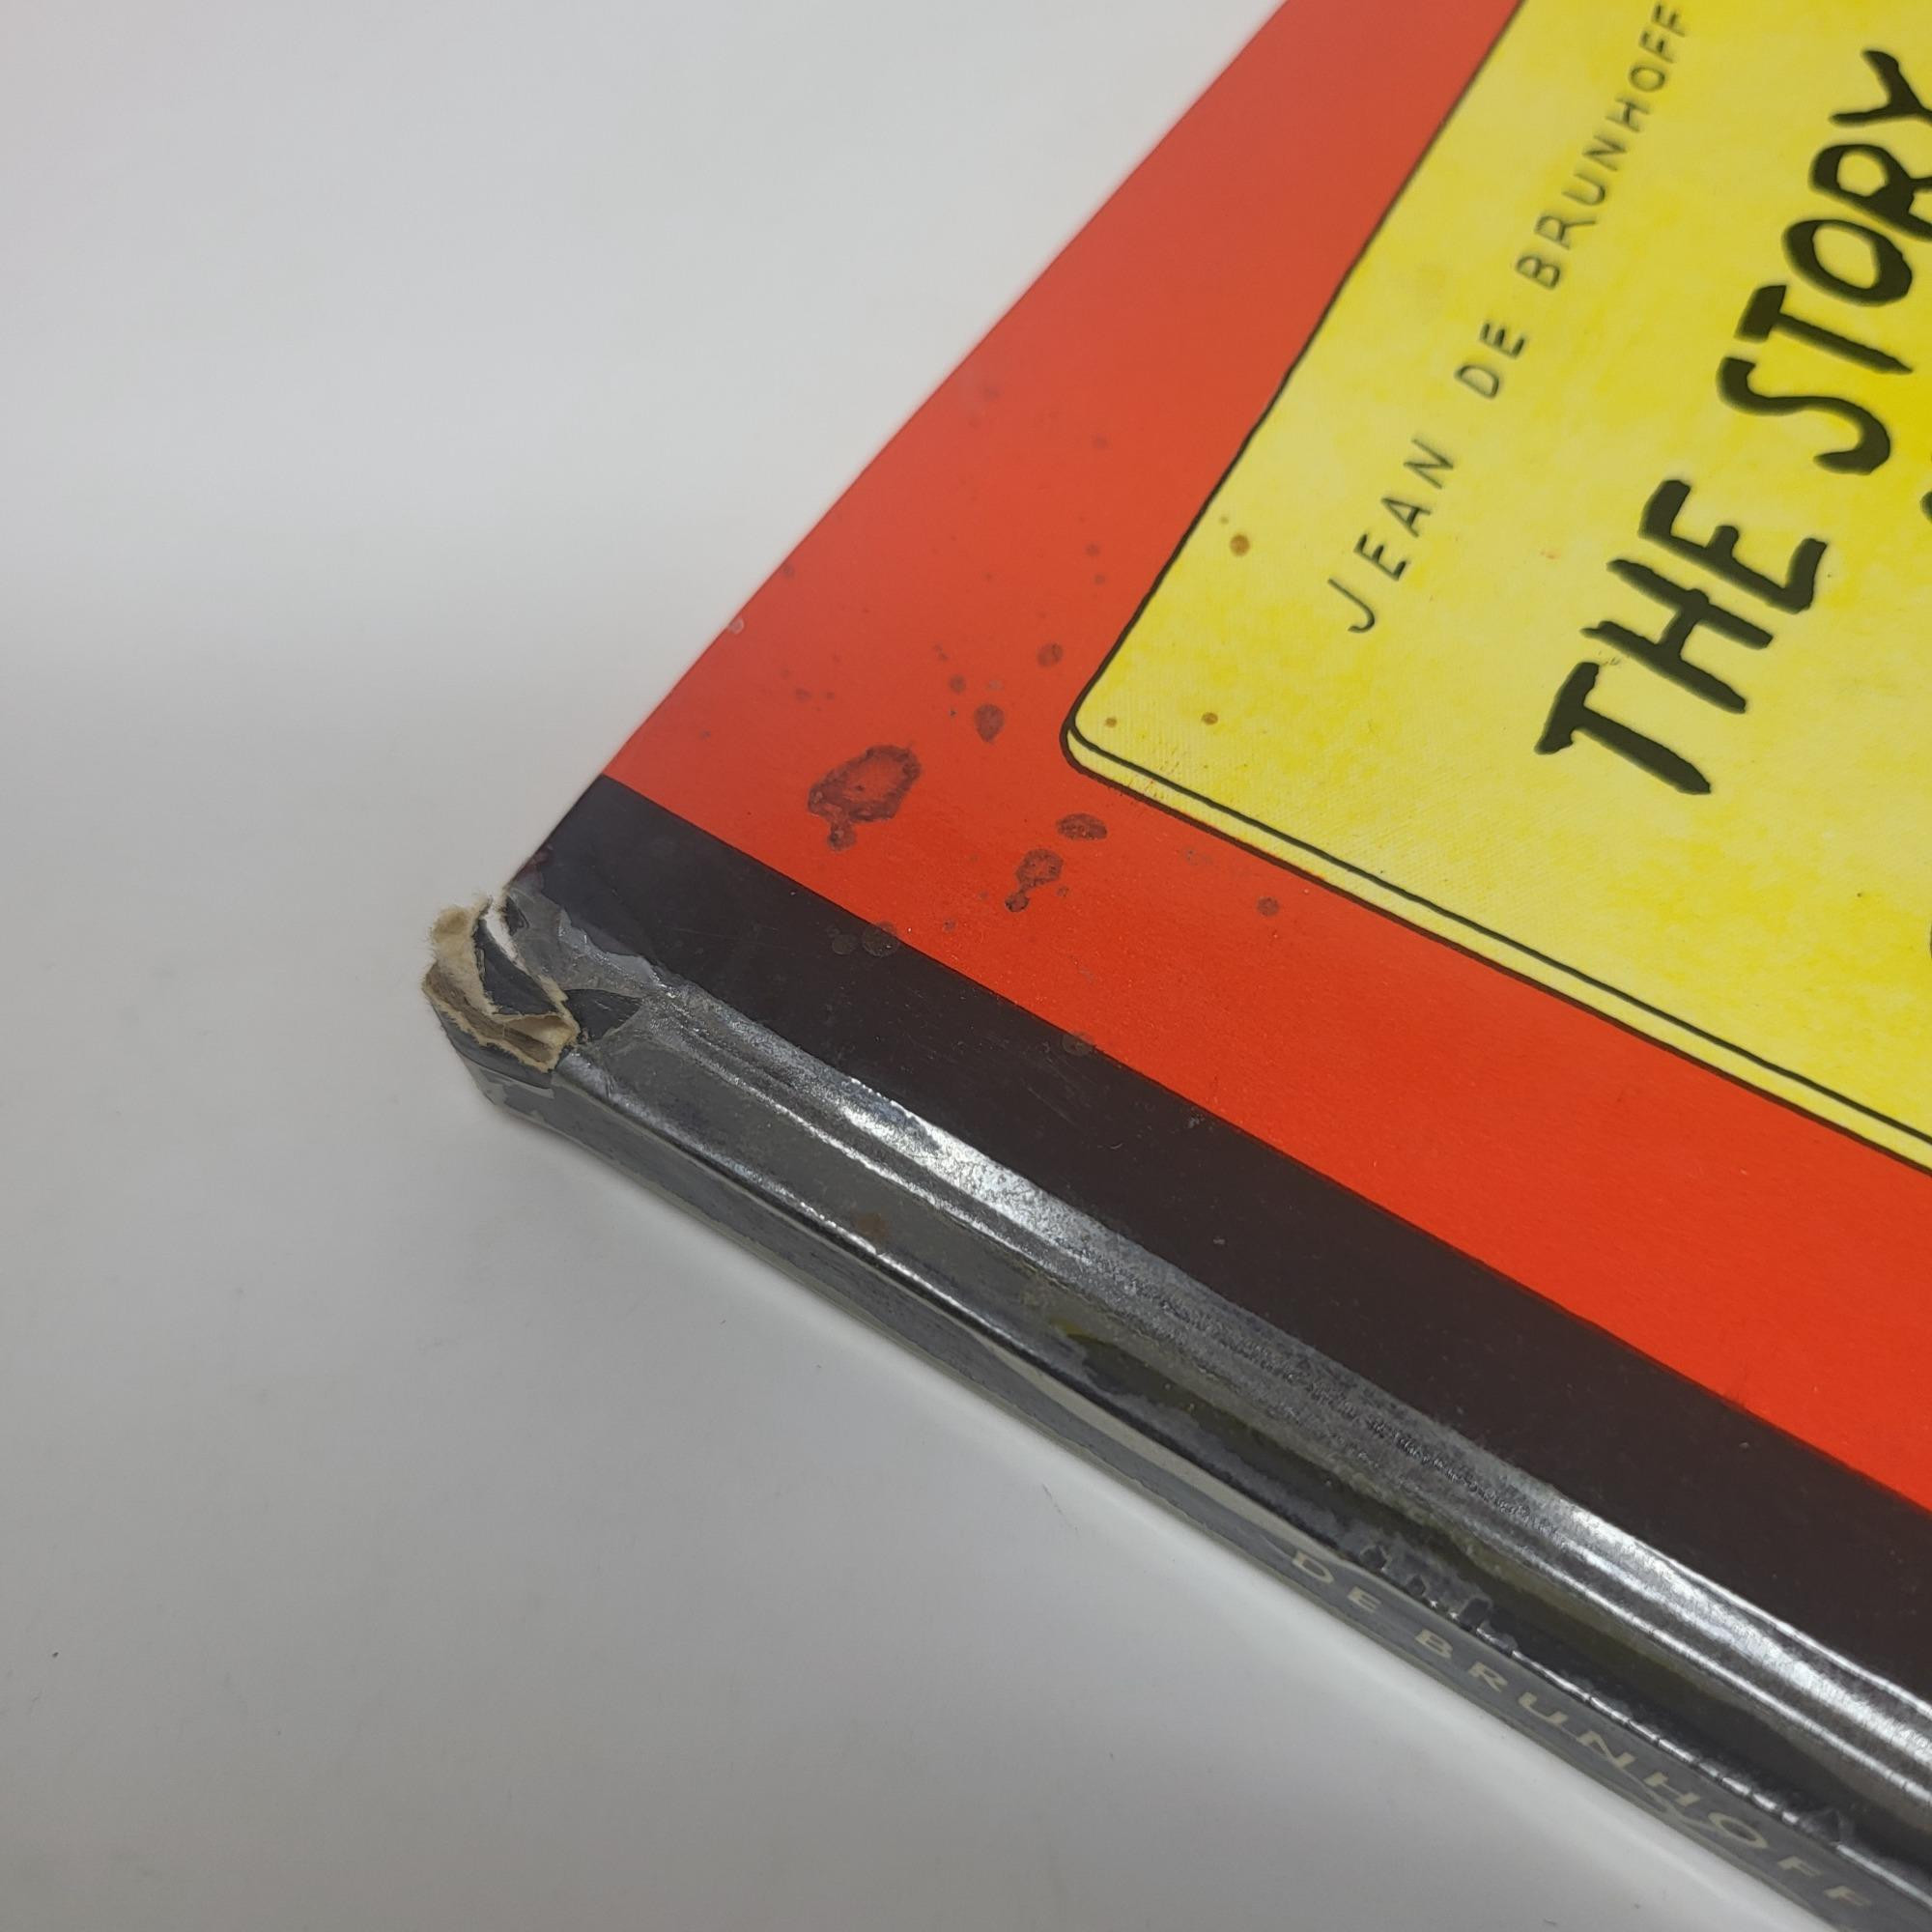 JEAN DE BRUNHOFF
THE STORY
DE BRUNHOFF